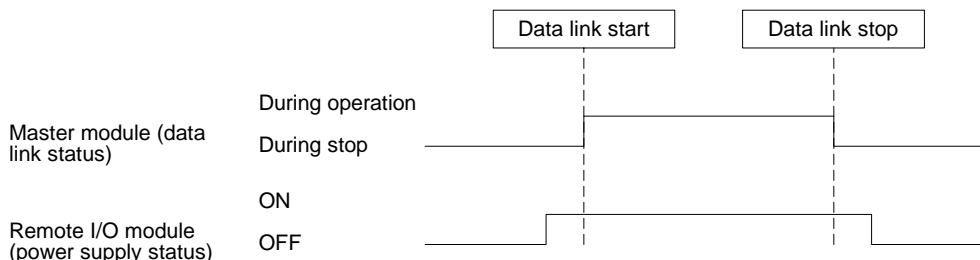 Data link start
Data link stop
During operation
Master module (data
link status)
During stop
ON
Remote I/O module
(power supply status)
OFF